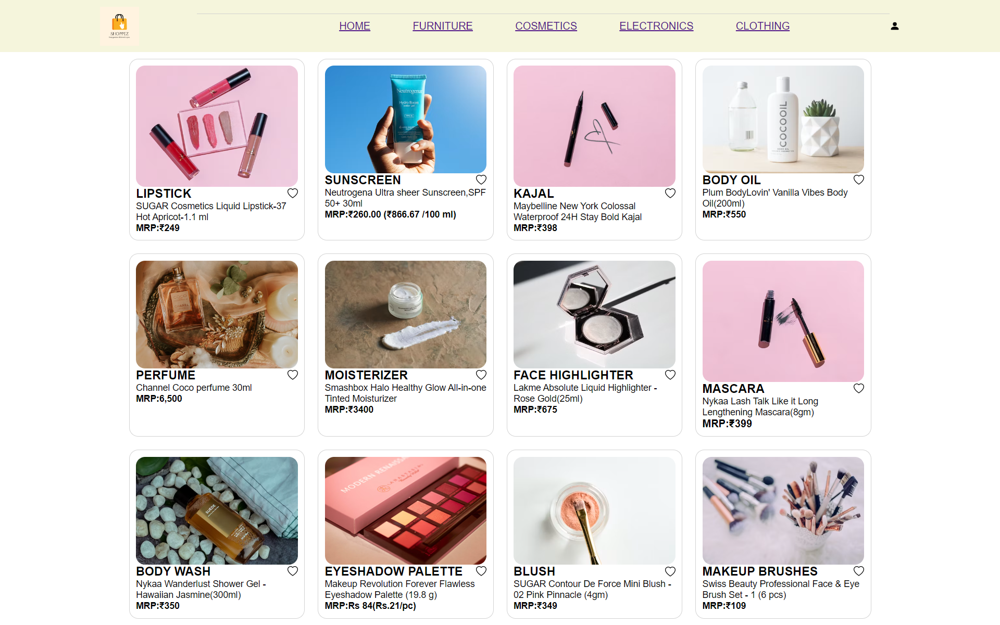 SHOPPEZ
HOME FURNITURE COSMETICS ELECTRONICS CLOTHING
LIPSTICK
SUGAR Cosmetics Liquid Lipstick-37
Hot Apricot-1.1 ml
MRP:₹249
Neutrogena
Hydro Boost
water gel
SUNSCREEN
Neutrogena Ultra sheer Sunscreen,SPF
50+ 30ml
MRP:₹260.00 (₹866.67 /100 ml)
KAJAL
Maybelline New York Colossal
Waterproof 24H Stay Bold Kajal
MRP:₹398
COCOOIL
BODY OIL
BODY OIL
Plum BodyLovin' Vanilla Vibes Body
Oil(200ml)
MRP:₹550
COCO
CHANEL
PERFUME
Channel Coco perfume 30ml
MRP:6,500
MOISTERIZER
Smashbox Halo Healthy Glow All-in-one
Tinted Moisturizer
MRP:₹3400
FACE HIGHLIGHTER
Lakme Absolute Liquid Highlighter -
Rose Gold(25ml)
MRP:₹675
MASCARA
Nykaa Lash Talk Like it Long
Lengthening Mascara(8gm)
MRP:₹399
SUEDE
BODY WASH
Nykaa Wanderlust Shower Gel -
Hawaiian Jasmine(300ml)
MRP:₹350
MODERN RENAISSA
ANASTASIA
EYESHADOW PALETTE
Makeup Revolution Forever Flawless
Eyeshadow Palette (19.8 g)
MRP:Rs 84(Rs.21/pc)
BLUSH
SUGAR Contour De Force Mini Blush -
02 Pink Pinnacle (4gm)
MRP:₹349
MAKEUP BRUSHES
Swiss Beauty Professional Face & Eye
Brush Set - 1 (6 pcs)
MRP:₹109